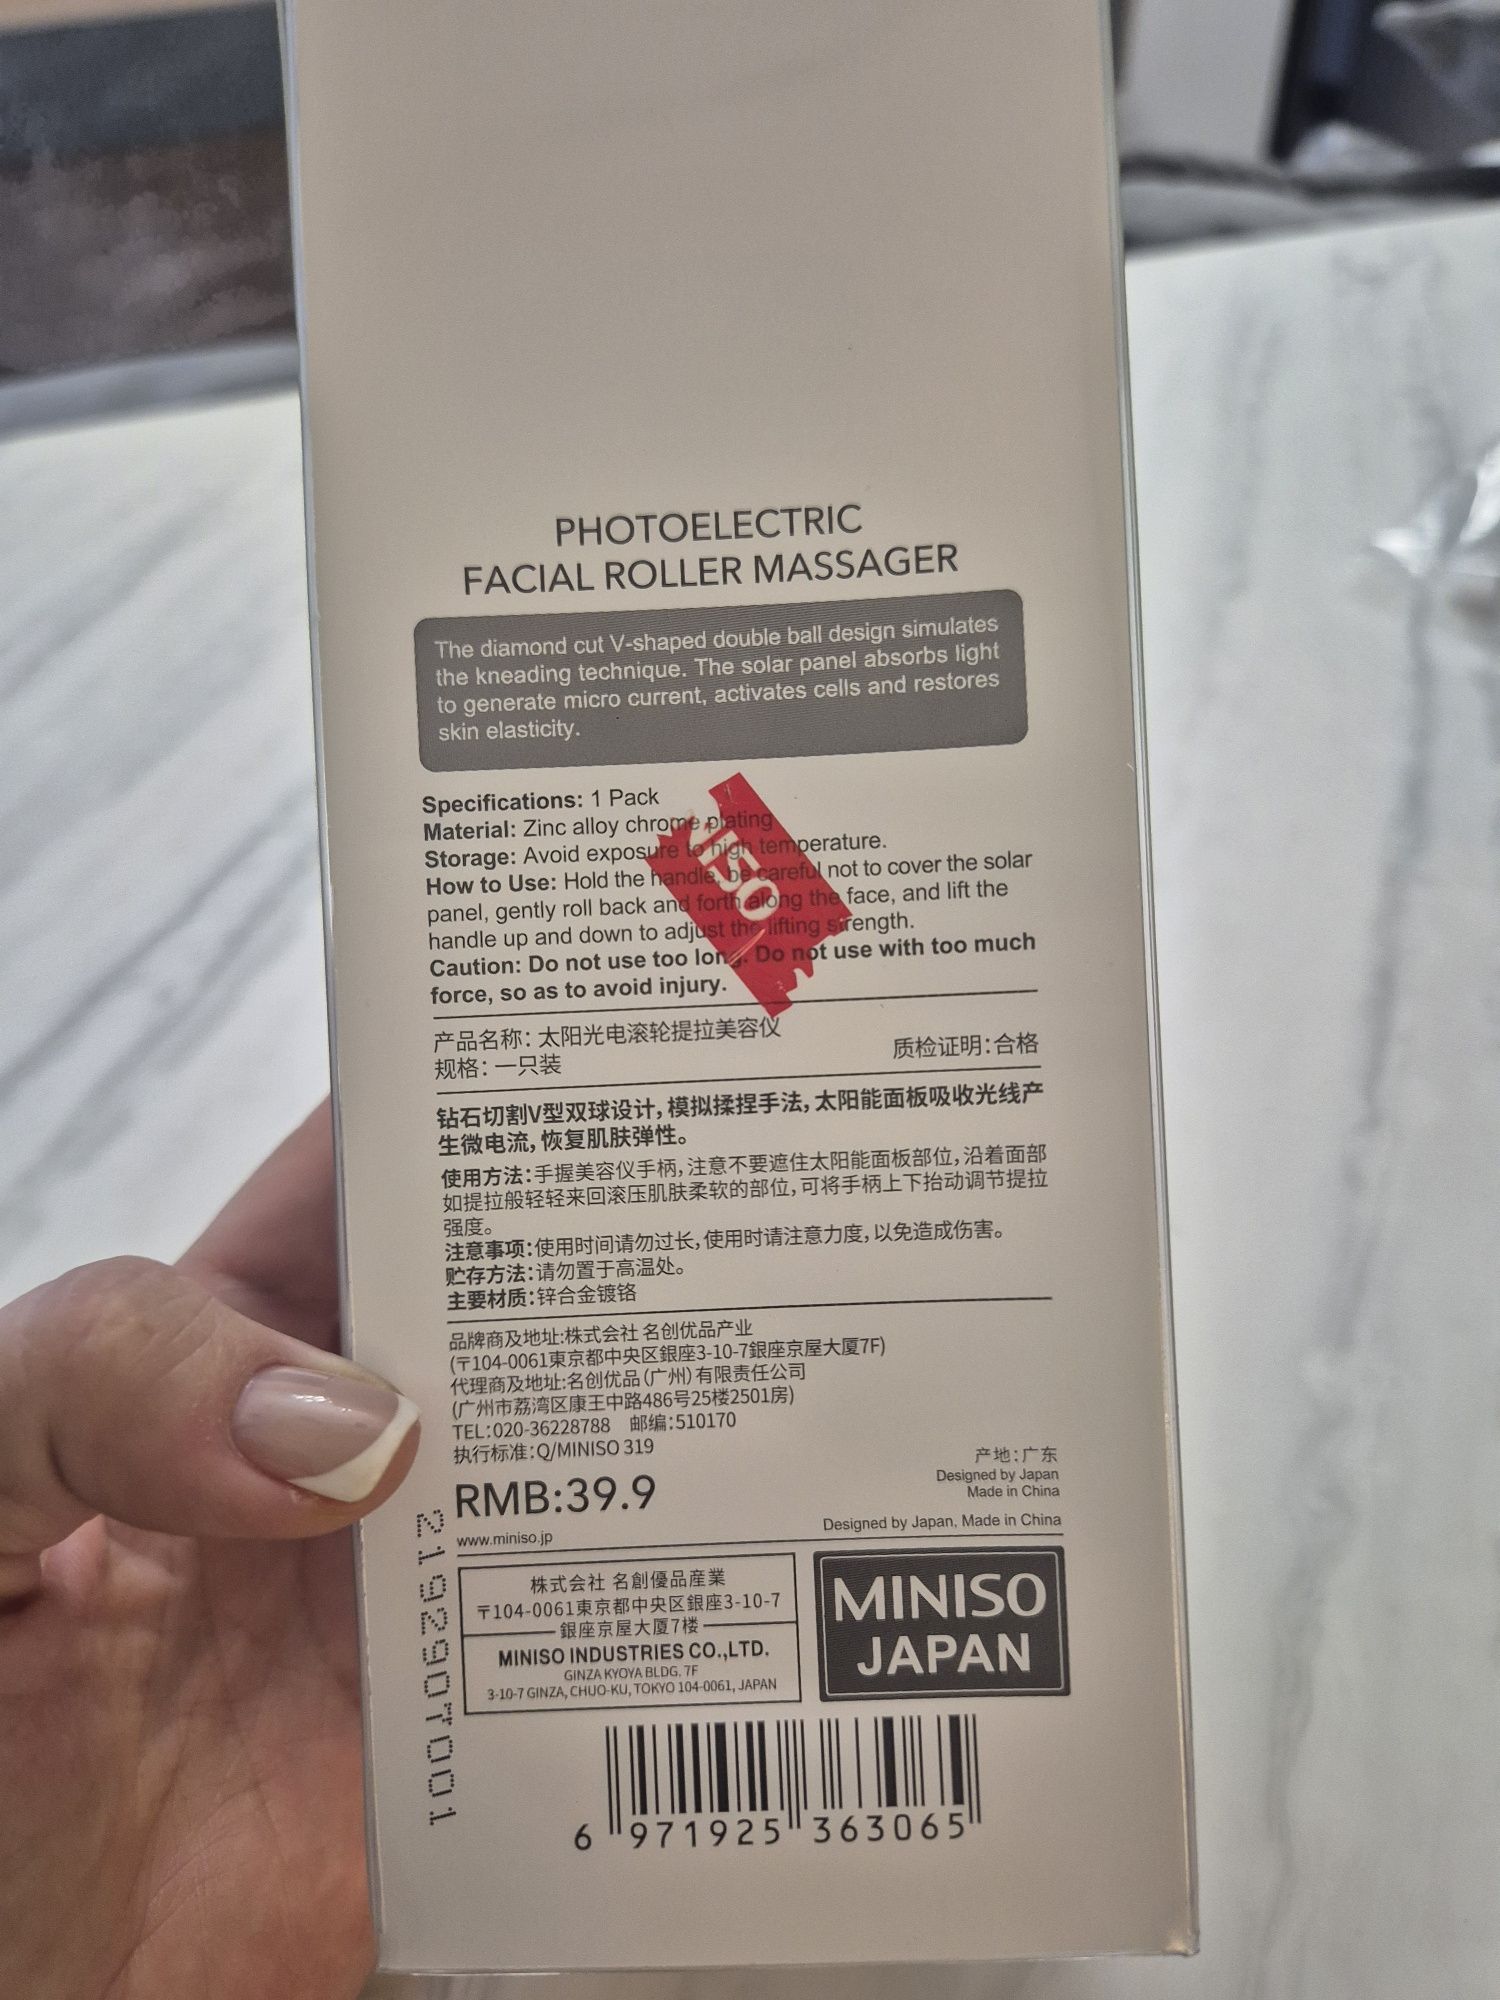 PHOTOELECTRIC
FACIAL ROLLER MASSAGER
The diamond cut V-shaped double ball design simulates
the kneading technique. The solar panel absorbs light
to generate micro current, activates cells and restores
skin elasticity.
Specifications: 1 Pack
Material: Zinc alloy chrome plating
Storage: Avoid exposure to high temperature.
How to Use: Hold the handle, be careful not to cover the solar
panel, gently roll back and forth along the face, and lift the
handle up and down to adjust the lifting strength.
Caution: Do not use too long. Do not use with too much
force, so as to avoid injury.
产品名称：太阳光电滚轮提拉美容仪
规格：一只装
质检证明：合格
钻石切割V型双球设计，模拟揉捏手法，太阳能面板吸收光线产
生微电流，恢复肌肤弹性。
使用方法：手握美容仪手柄，注意不要遮住太阳能面板部位，沿着面部
如提拉般轻轻来回滚压肌肤柔软的部位，可将手柄上下抬动调节提拉
强度。
注意事项：使用时间请勿过长，使用时请注意力度，以免造成伤害。
贮存方法：请勿置于高温处。
主要材质：锌合金镀铬
品牌商及地址:株式会社 名创优品产业
(〒104-0061東京都中央区銀座3-10-7銀座京屋大厦7F)
代理商及地址:名创优品（广州）有限责任公司
(广州市荔湾区康王中路486号25楼2501房)
TEL：020-36228788 邮编：510170
执行标准：Q/MINISO 319
产地：广东
Designed by Japan
Made in China
RMB:39.9
www.miniso.jp
Designed by Japan, Made in China
株式会社 名創優品産業
〒104-0061東京都中央区銀座3-10-7
銀座京屋大厦7楼
MINISO INDUSTRIES CO.,LTD.
GINZA KYOYA BLDG. 7F
3-10-7 GINZA, CHUO-KU, TOKYO 104-0061, JAPAN
MINISO
JAPAN
219290T001
6 971925 363065